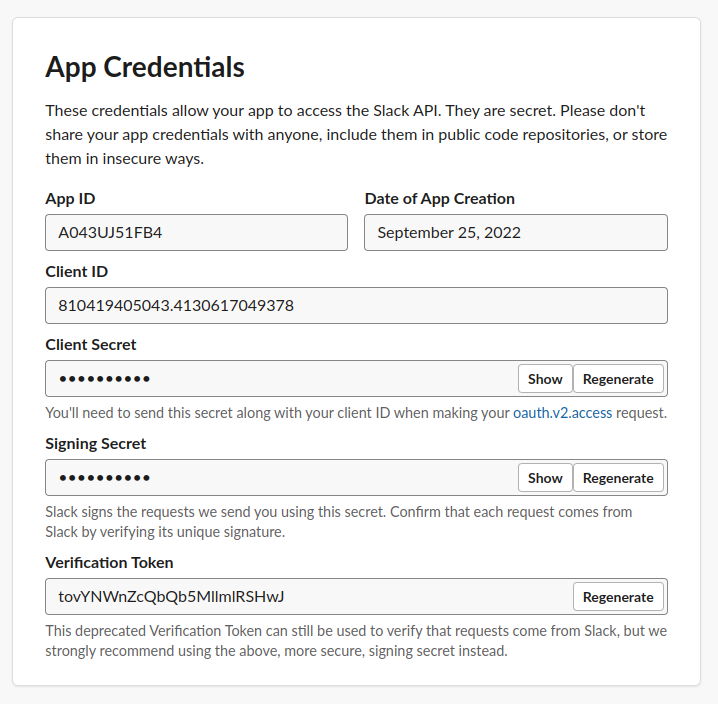 App Credentials
These credentials allow your app to access the Slack API. They are secret. Please don't
share your app credentials with anyone, include them in public code repositories, or store
them in insecure ways.
App ID
Date of App Creation
A043UJ51FB4
September 25, 2022
Client ID
810419405043.4130617049378
Client Secret
••••••••••
Show
Regenerate
You'll need to send this secret along with your client ID when making your oauth.v2.access request.
Signing Secret
••••••••••
Show
Regenerate
Slack signs the requests we send you using this secret. Confirm that each request comes from
Slack by verifying its unique signature.
Verification Token
tovYNWnZcQbQb5MIlmlRSHwJ
Regenerate
This deprecated Verification Token can still be used to verify that requests come from Slack, but we
strongly recommend using the above, more secure, signing secret instead.